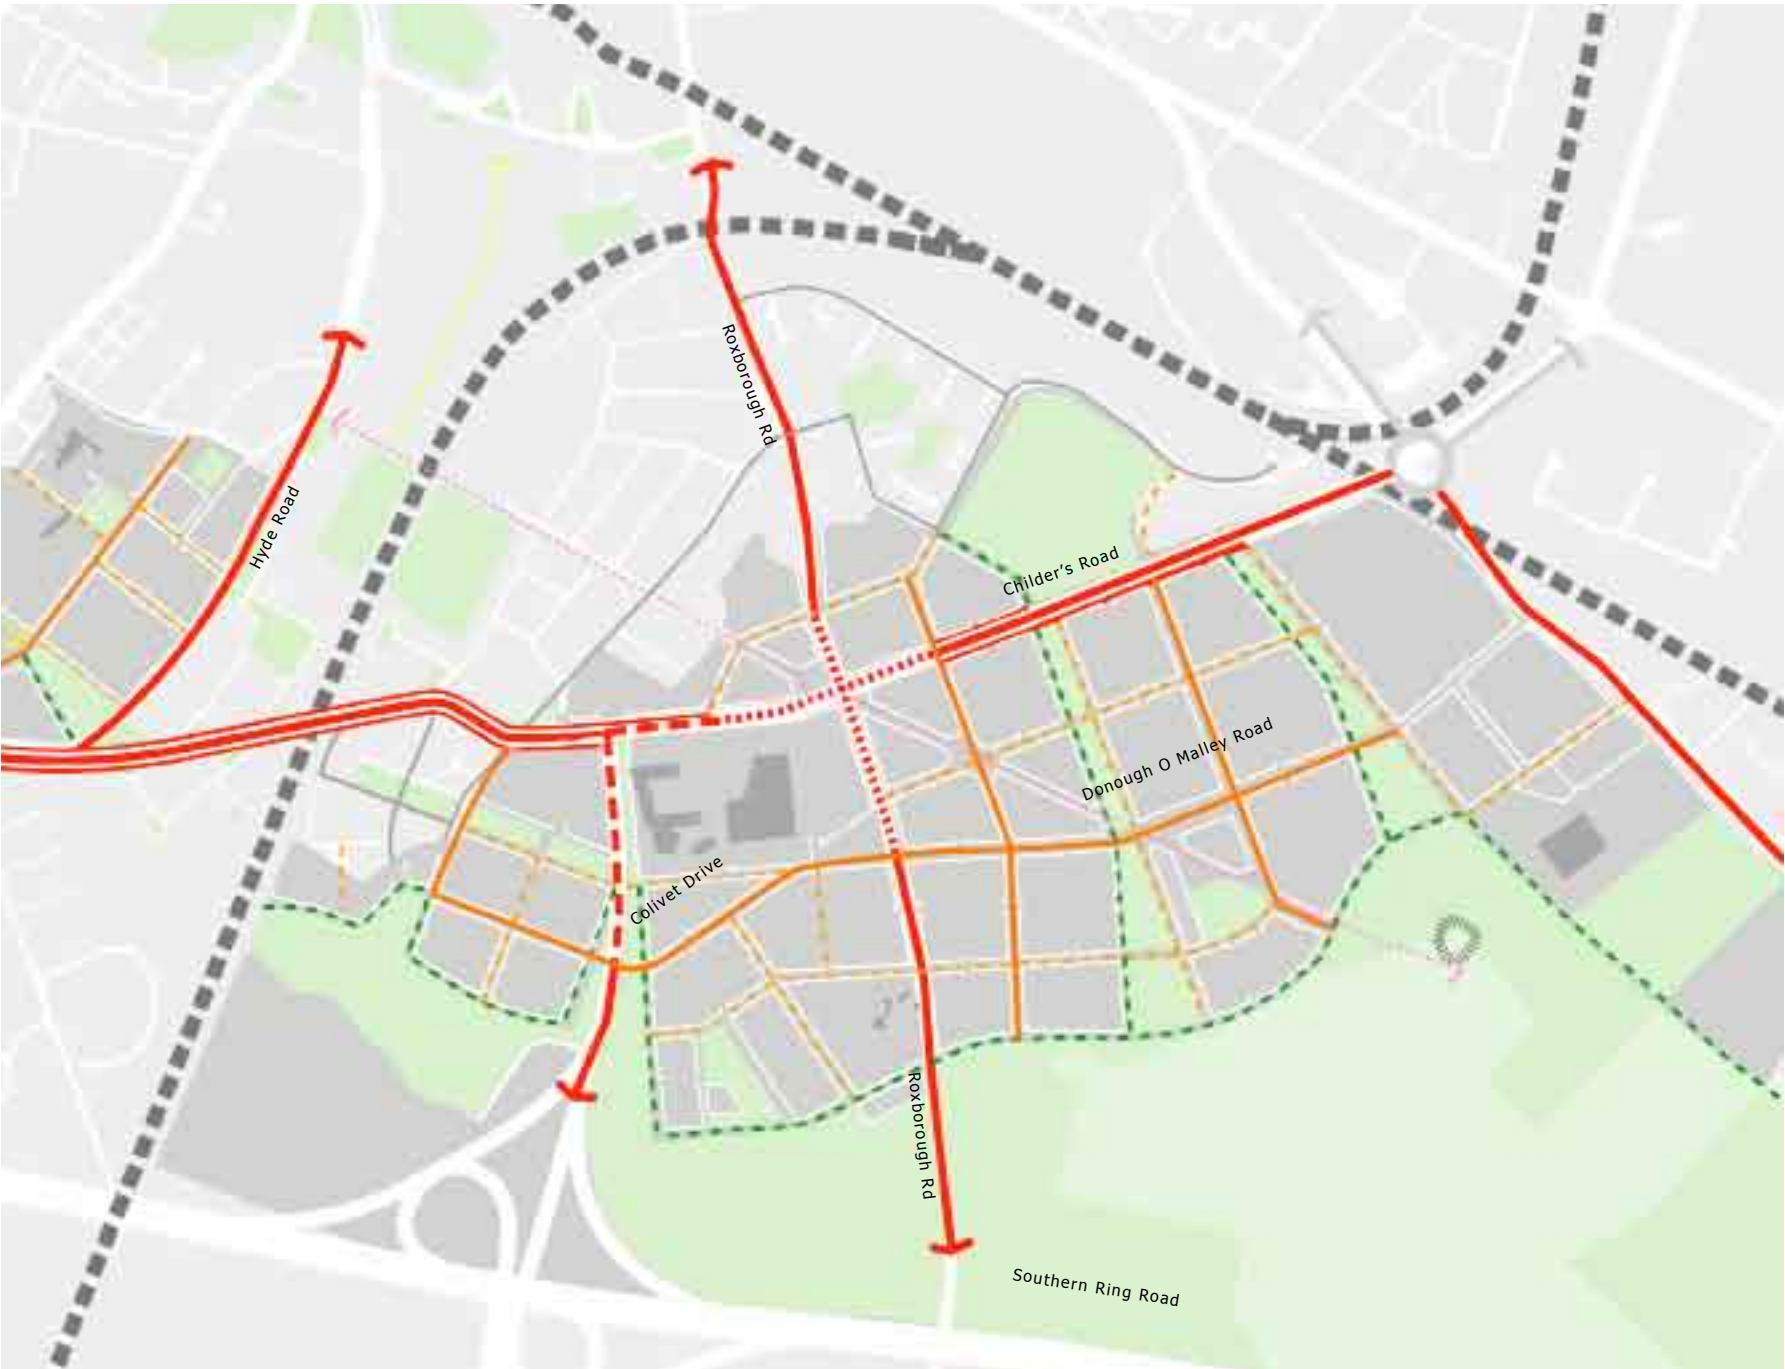 Roxborough Rd
Hyde Road
Childer's Road
Donough O Malley Road
Colivet Drive
Roxborough Rd
Southern Ring Road